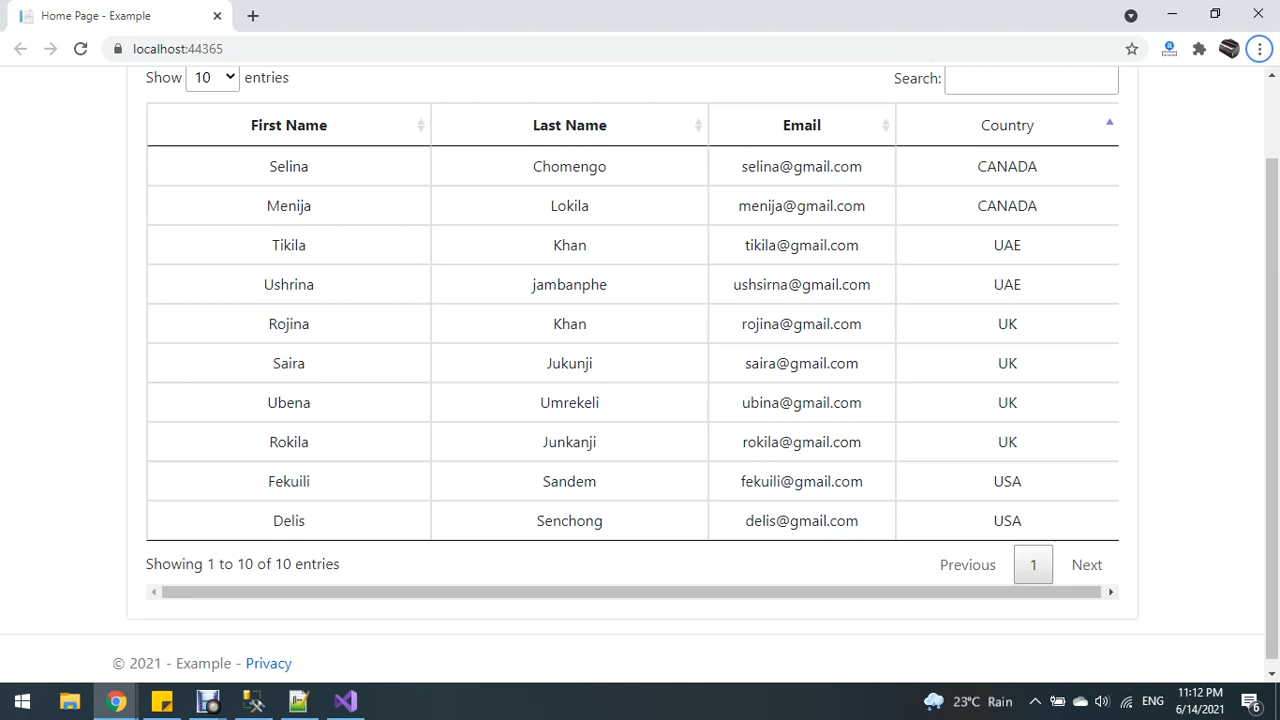 Home Page - Example
localhost:44365
Show 10 entries Search:
First Name Last Name Email Country
Selina Chomengo selina@gmail.com CANADA
Menija Lokila menija@gmail.com CANADA
Tikila Khan tikila@gmail.com UAE
Ushrina jambanphe ushsirna@gmail.com UAE
Rojina Khan rojina@gmail.com UK
Saira Jukunji saira@gmail.com UK
Ubena Umrekeli ubina@gmail.com UK
Rokila Junkanji rokila@gmail.com UK
Fekuili Sandem fekuili@gmail.com USA
Delis Senchong delis@gmail.com USA
Showing 1 to 10 of 10 entries Previous 1 Next
© 2021 - Example - Privacy
23°C Rain ENG 11:12 PM
6/14/2021 6